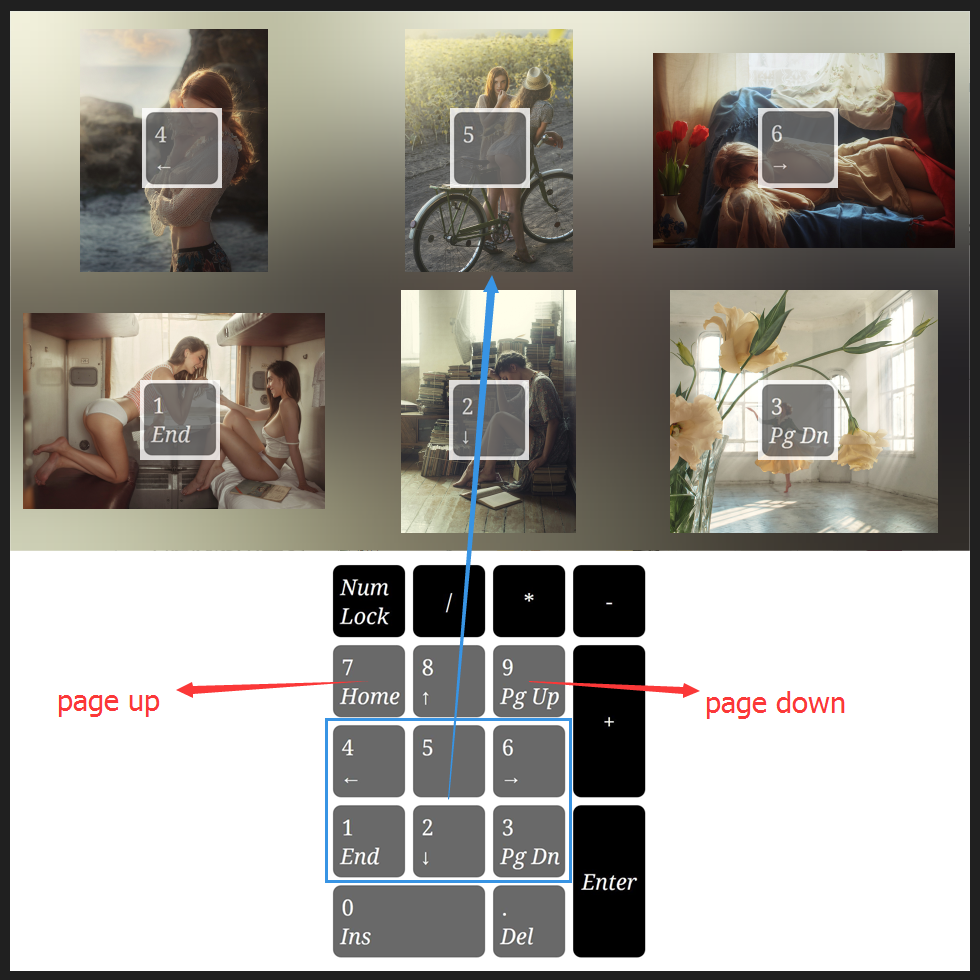 4
←
5
6
→
1
End
2
↓
3
Pg Dn
Num
Lock
/
*
-
7
Home
8
↑
9
Pg Up
+
page up
page down
4
←
5
6
→
1
End
2
↓
3
Pg Dn
Enter
0
Ins
.
Del